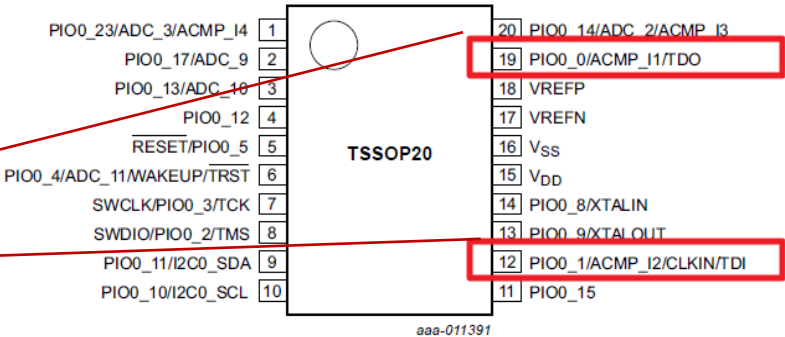 PIO0_23/ADC_3/ACMP_I4 1
PIO0_17/ADC_9 2
PIO0_13/ADC_10 3
PIO0_12 4
RESET/PIO0_5 5
PIO0_4/ADC_11/WAKEUP/TRST 6
SWCLK/PIO0_3/TCK 7
SWDIO/PIO0_2/TMS 8
PIO0_11/I2C0_SDA 9
PIO0_10/I2C0_SCL 10
TSSOP20
20 PIO0_14/ADC_2/ACMP_I3
19 PIO0_0/ACMP_I1/TDO
18 VREFP
17 VREFN
16 VSS
15 VDD
14 PIO0_8/XTALIN
13 PIO0_9/XTALOUT
12 PIO0_1/ACMP_I2/CLKIN/TDI
11 PIO0_15
aaa-011391